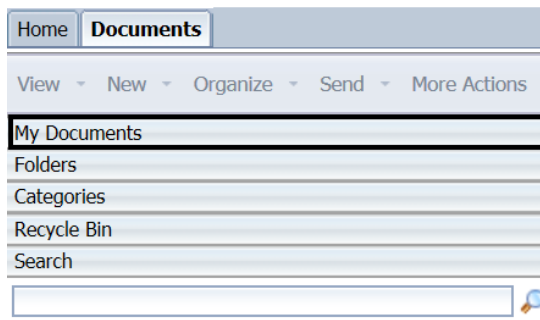 Home Documents
View New Organize Send More Actions
My Documents
Folders
Categories
Recycle Bin
Search